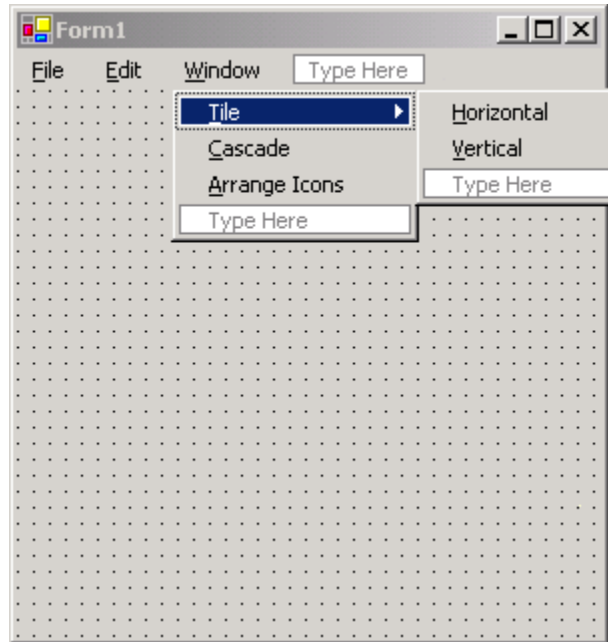 Form1
File Edit Window Type Here
Tile Horizontal
Cascade Vertical
Arrange Icons Type Here
Type Here